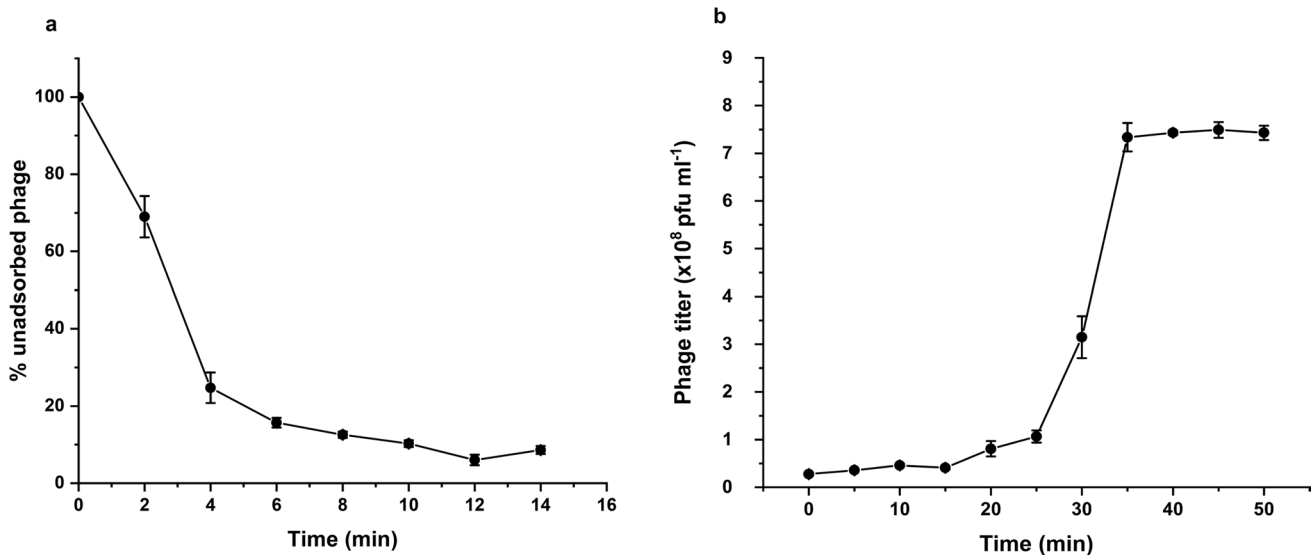 a
% unadsorbed phage
100
80
60
40
20
0
0 2 4 6 8 10 12 14 16
Time (min)
b
Phage titer (x10⁸ pfu ml⁻¹)
9
8
7
6
5
4
3
2
1
0
0 10 20 30 40 50
Time (min)